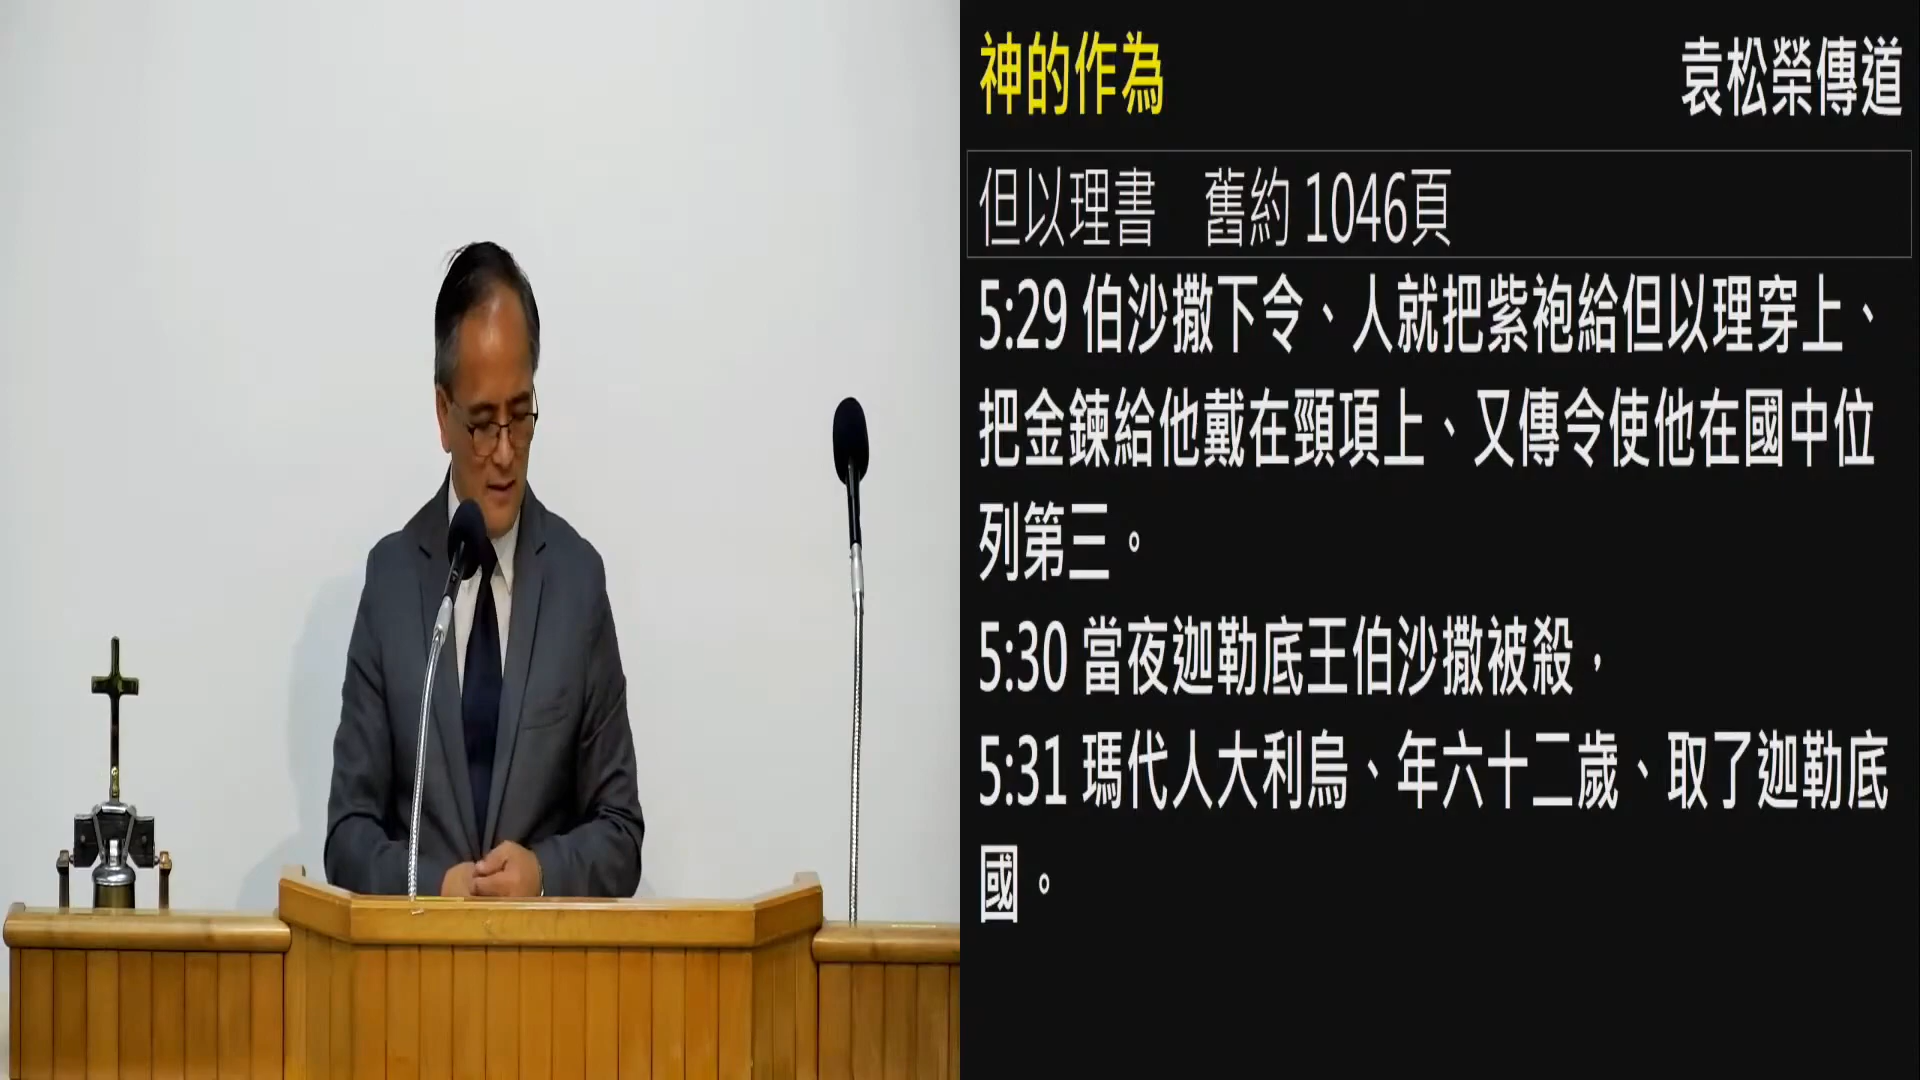 神的作為
袁松榮傳道
但以理書 舊約 1046頁
5:29 伯沙撒下令、人就把紫袍給但以理穿上、
把金鍊給他戴在頸項上、又傳令使他在國中位
列第三。
5:30 當夜迦勒底王伯沙撒被殺，
5:31 瑪代人大利烏、年六十二歲、取了迦勒底
國。